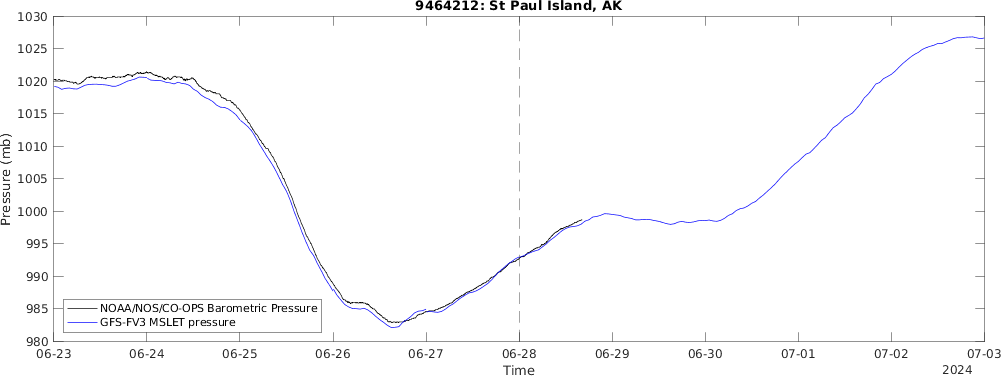 9464212: St Paul Island, AK
1030
1025
1020
1015
1010
1005
1000
995
990
985
980
Pressure (mb)
NOAA/NOS/CO-OPS Barometric Pressure
GFS-FV3 MSLET pressure
06-23 06-24 06-25 06-26 06-27 06-28 06-29 06-30 07-01 07-02 07-03
Time
2024